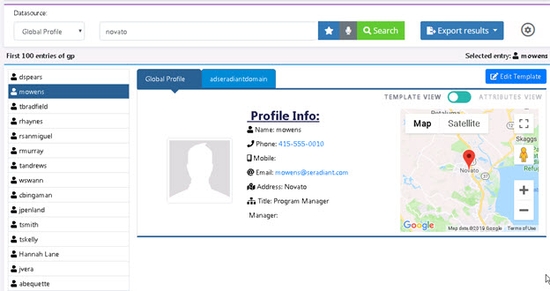 Datasource:
Global Profile
novato
Search
Export results
First 100 entries of gp
Selected entry: mowens
dspears
mowens
tbradfield
rhaynes
rsanmiguel
rmurray
tandrews
wswann
cbingaman
jpenland
tsmith
tskelly
Hannah Lane
jvera
abequette
Global Profile
adseradiantdomain
Edit Template
TEMPLATE VIEW
ATTRIBUTES VIEW
Profile Info:
Name: mowens
Phone: 415-555-0010
Mobile:
Email: mowens@seradiant.com
Address: Novato
Title: Program Manager
Manager:
Map
Satellite
Skaggs
Novato
Google
Map data ©2019 Google
Terms of Use